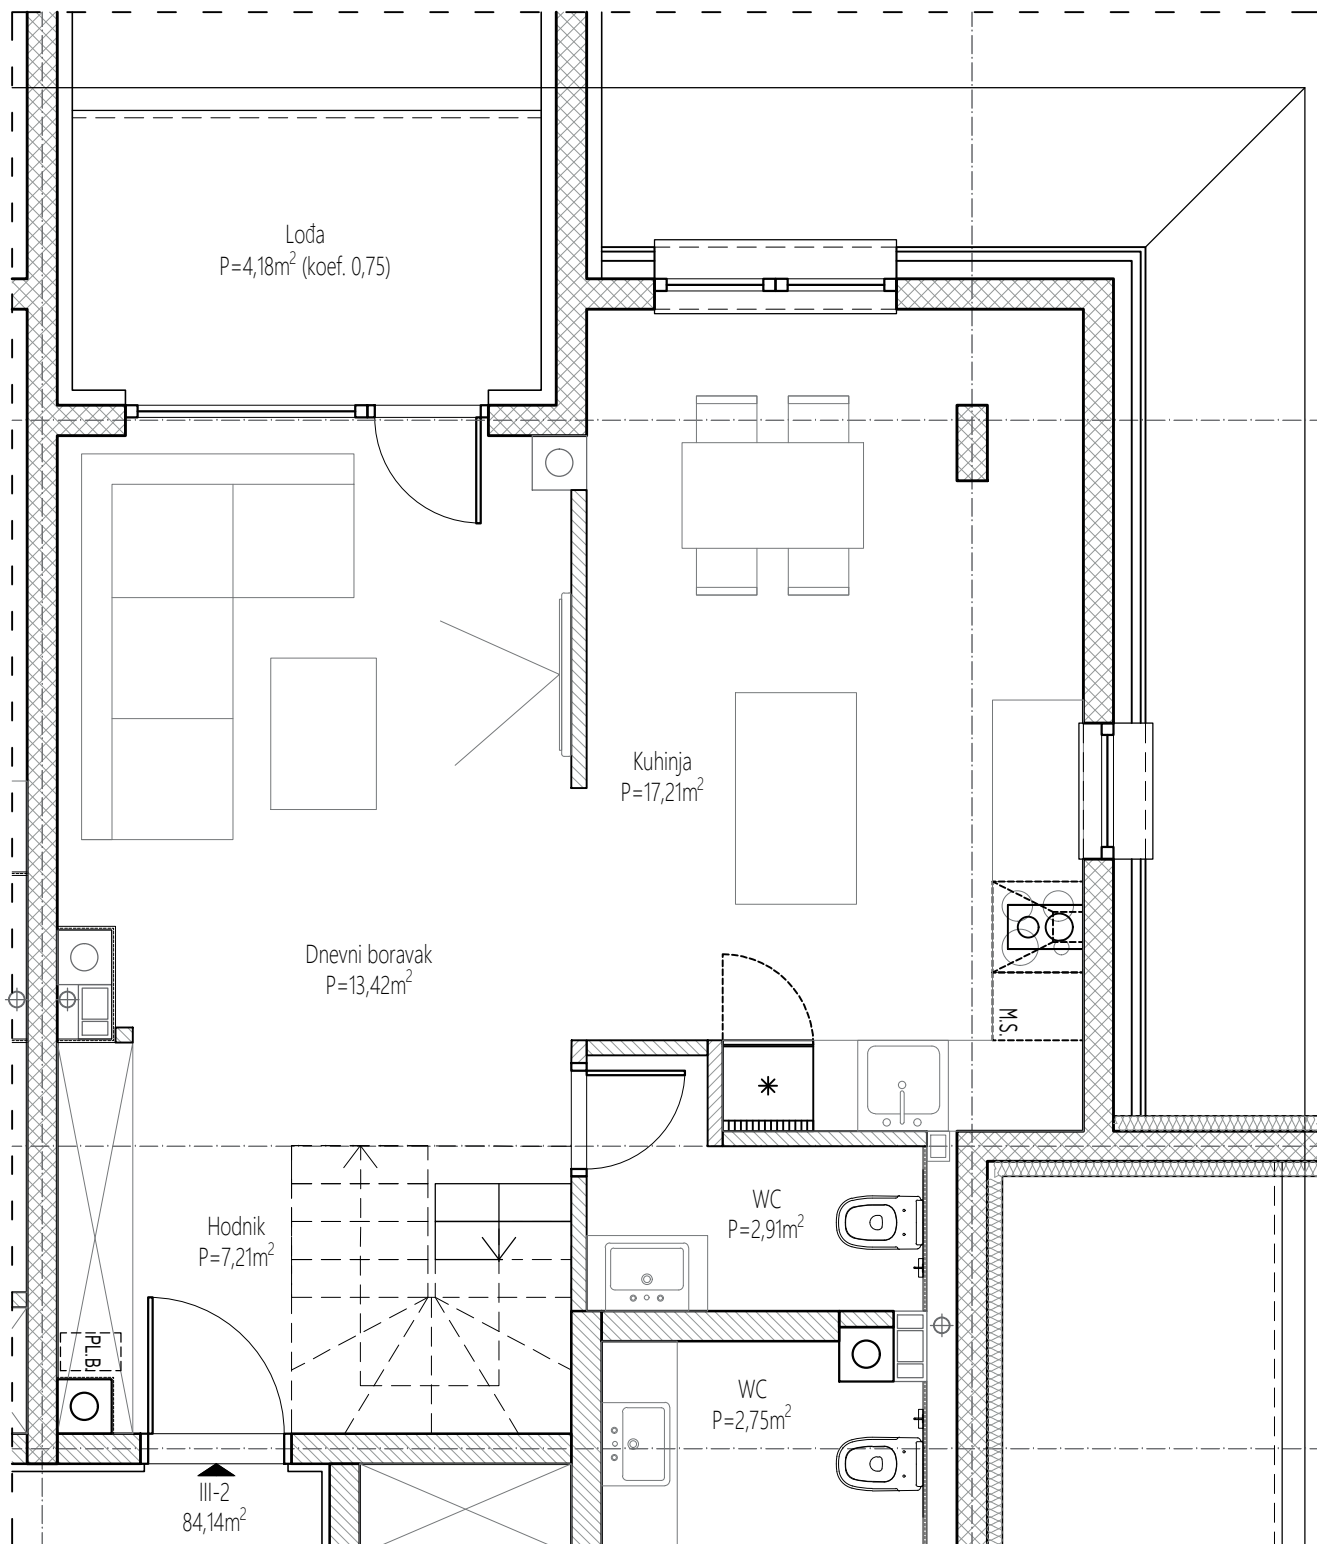 Lođa
P=4,18m² (koef. 0,75)
Kuhinja
P=17,21m²
Dnevni boravak
P=13,42m²
M.S.
WC
P=2,91m²
Hodnik
P=7,21m²
PL.B.
WC
P=2,75m²
III-2
84,14m²